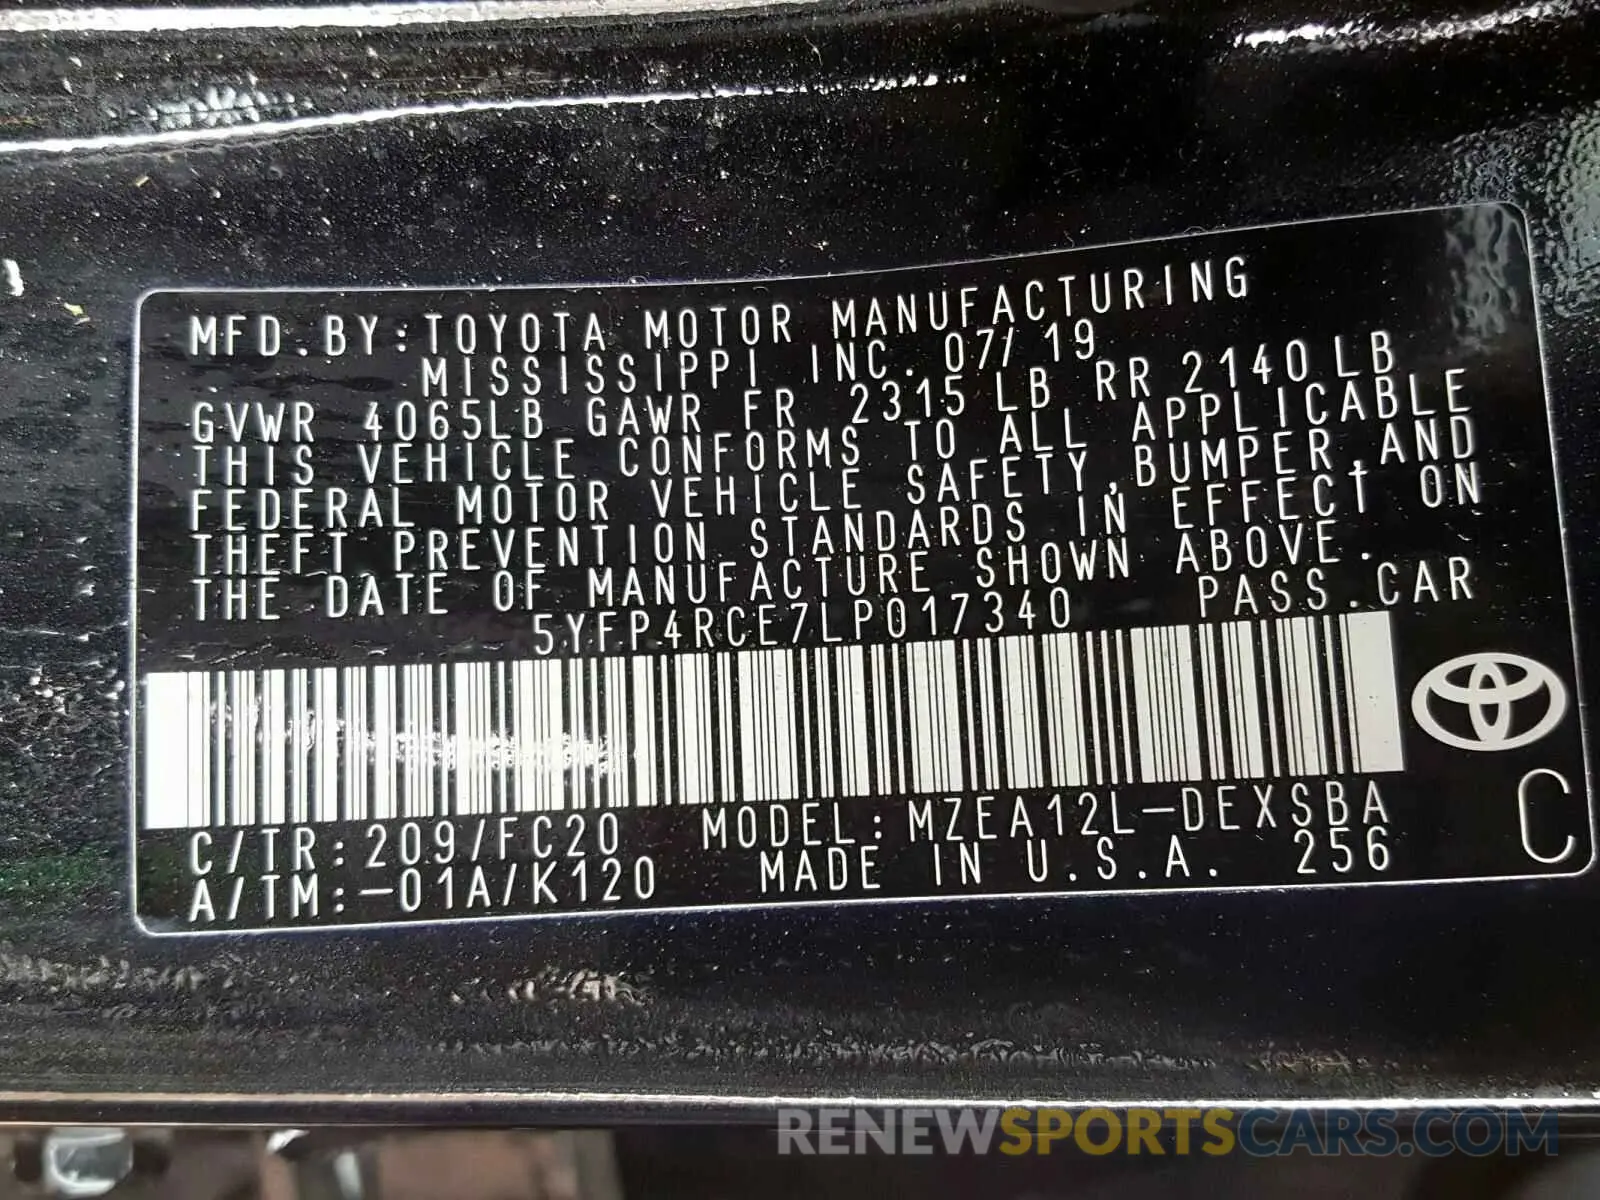 MFD.BY:TOYOTA MOTOR MANUFACTURING
MISSISSIPPI INC. 07/19
GVWR 4065LB GAWR FR 2315LB RR 2140LB
THIS VEHICLE CONFORMS TO ALL APPLICABLE
FEDERAL MOTOR VEHICLE SAFETY,BUMPER,AND
THEFT PREVENTION STANDARDS IN EFFECT ON
THE DATE OF MANUFACTURE SHOWN ABOVE.
5YFP4RCE7LP017340 PASS.CAR
C/TR:209/FC20 MODEL:MZEA12L-DEXSBA
A/TM:-01A/K120 MADE IN U.S.A. 256
C
RENEWSPORTSCARS.COM